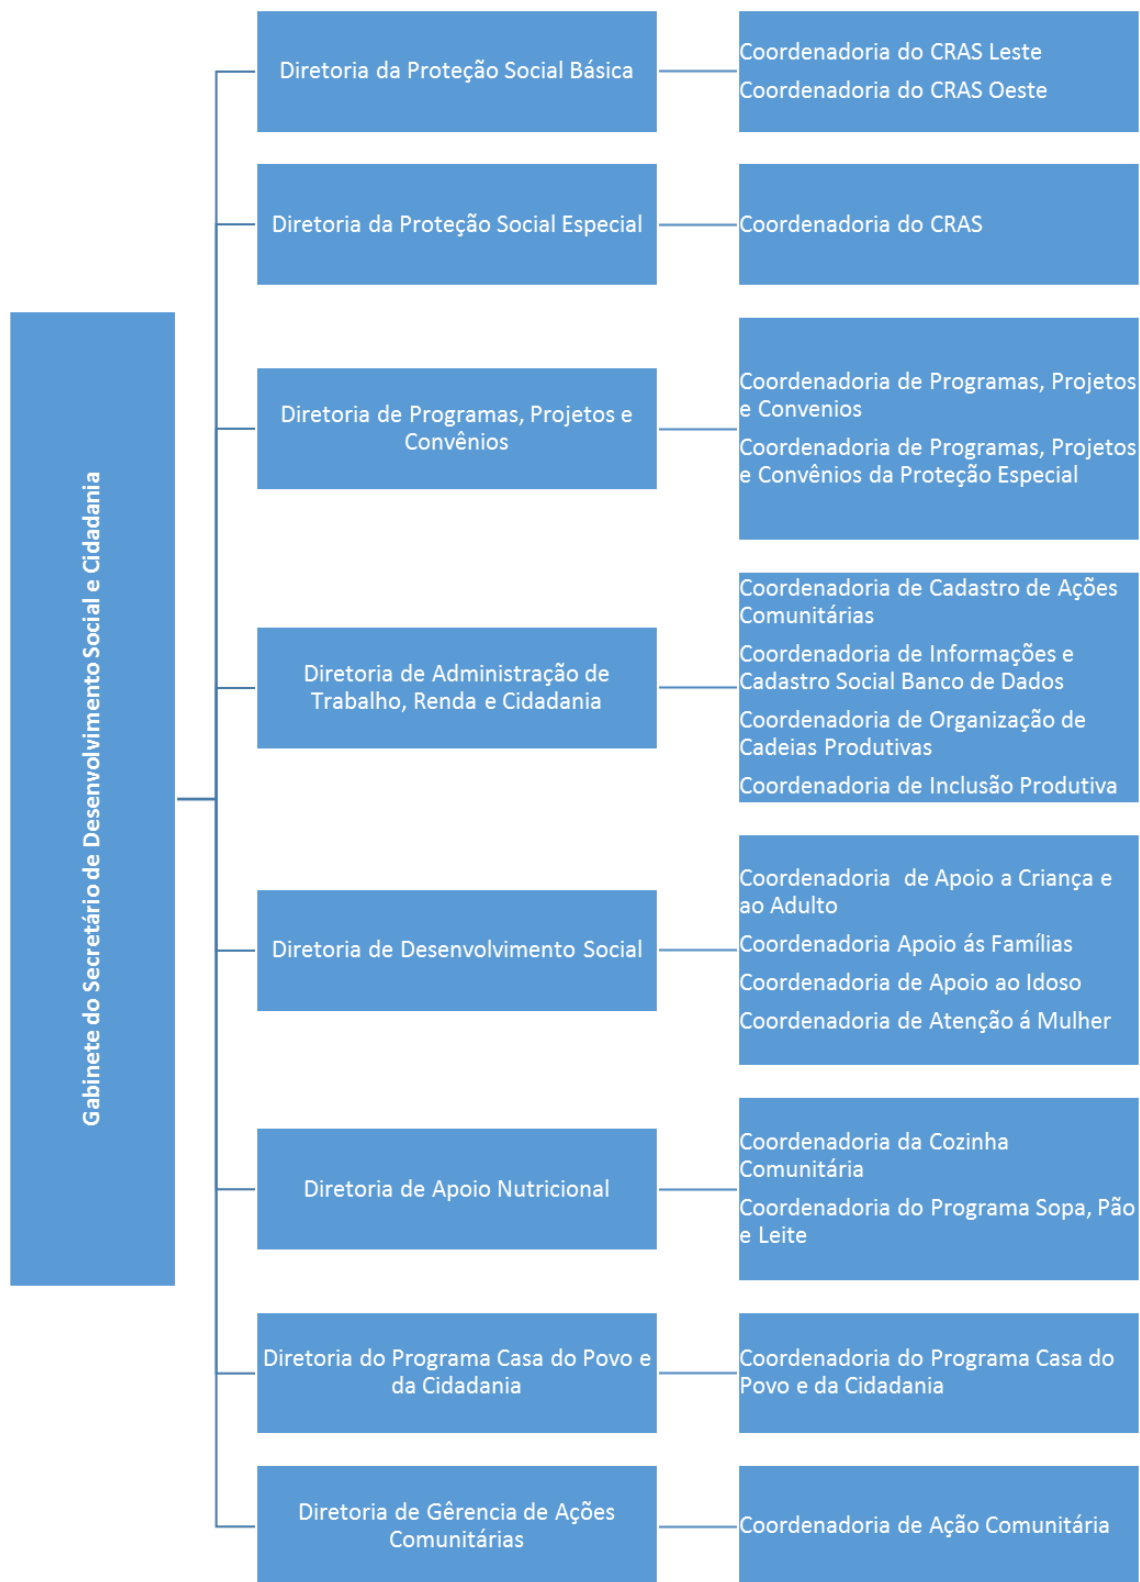 Gabinete do Secretário de Desenvolvimento Social e Cidadania
Diretoria da Proteção Social Básica
Coordenadoria do CRAS Leste
Coordenadoria do CRAS Oeste
Diretoria da Proteção Social Especial
Coordenadoria do CRAS
Diretoria de Programas, Projetos e
Convênios
Coordenadoria de Programas, Projetos
e Convenios
Coordenadoria de Programas, Projetos
e Convênios da Proteção Especial
Diretoria de Administração de
Trabalho, Renda e Cidadania
Coordenadoria de Cadastro de Ações
Comunitárias
Coordenadoria de Informações e
Cadastro Social Banco de Dados
Coordenadoria de Organização de
Cadeias Produtivas
Coordenadoria de Inclusão Produtiva
Diretoria de Desenvolvimento Social
Coordenadoria  de Apoio a Criança e
ao Adulto
Coordenadoria Apoio ás Famílias
Coordenadoria de Apoio ao Idoso
Coordenadoria de Atenção á Mulher
Diretoria de Apoio Nutricional
Coordenadoria da Cozinha
Comunitária
Coordenadoria do Programa Sopa, Pão
e Leite
Diretoria do Programa Casa do Povo e
da Cidadania
Coordenadoria do Programa Casa do
Povo e da Cidadania
Diretoria de Gêrencia de Ações
Comunitárias
Coordenadoria de Ação Comunitária